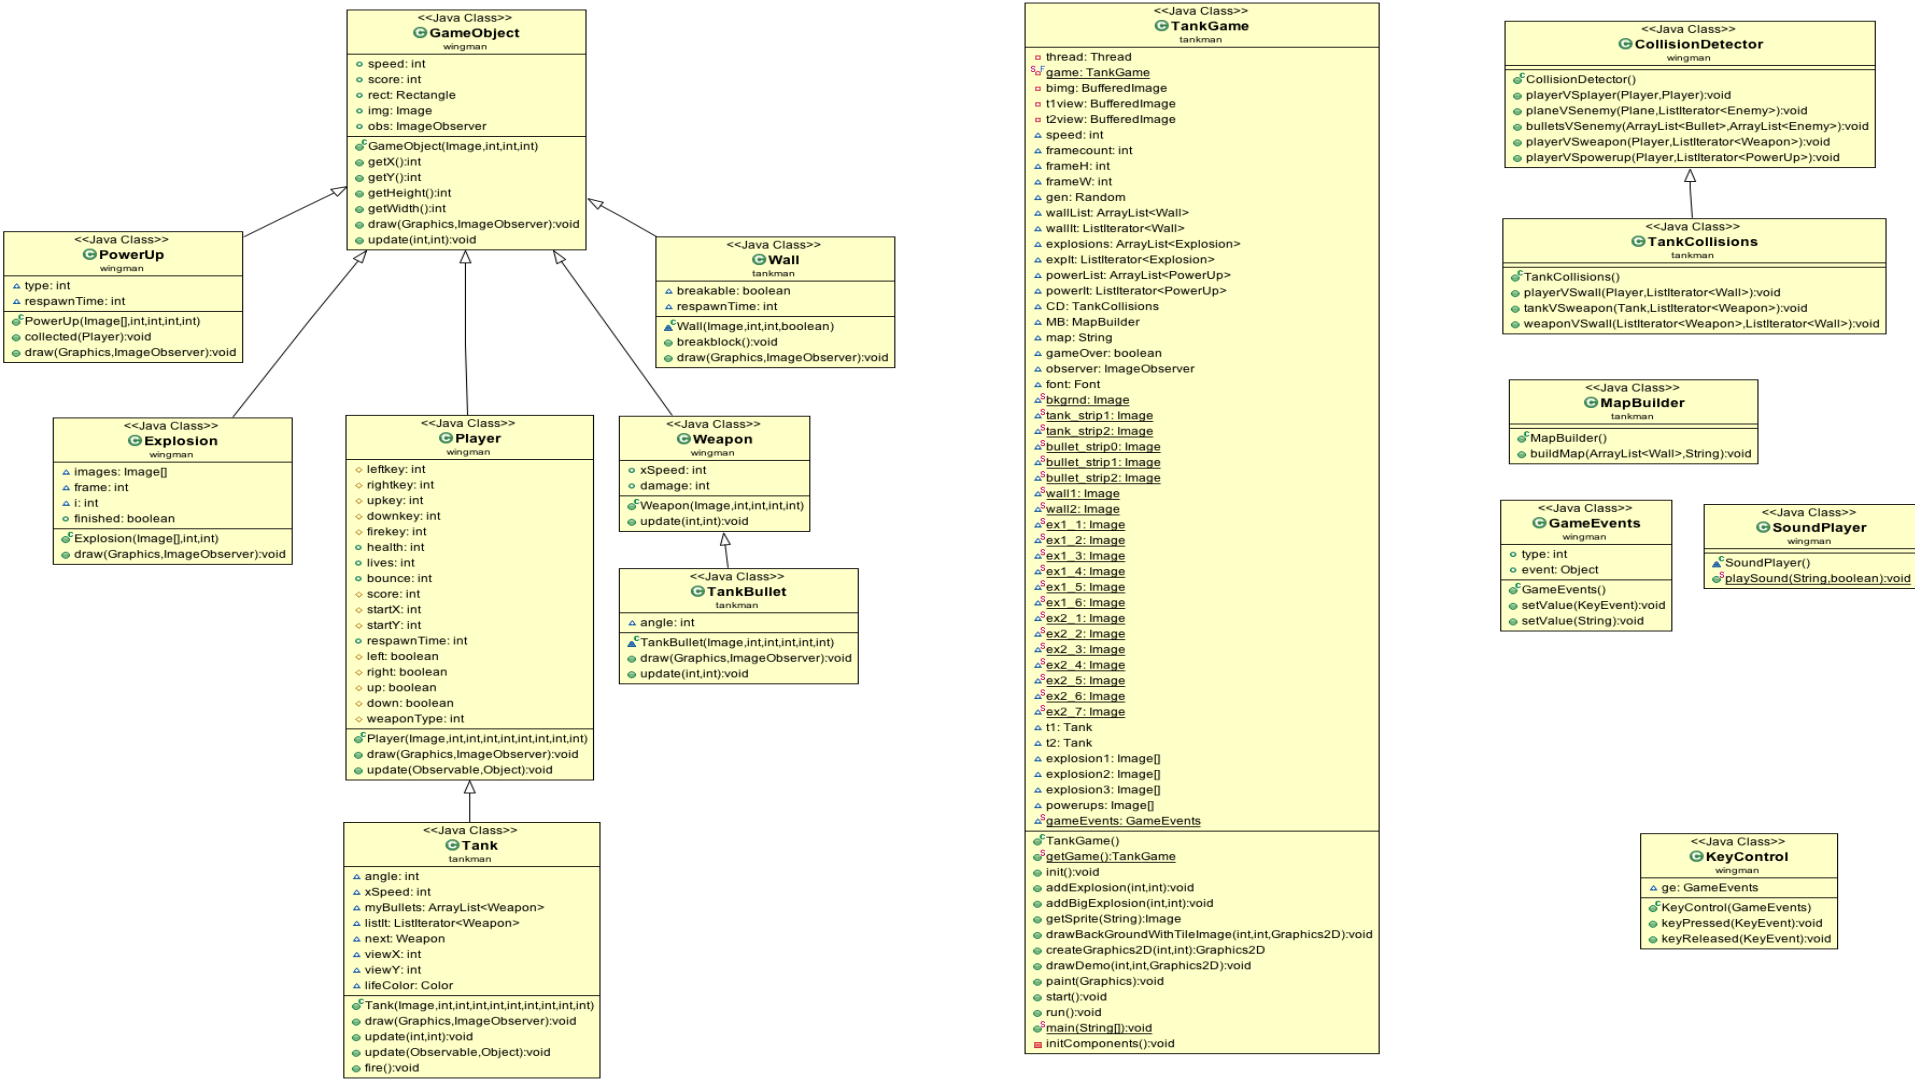 <<Java Class>>
GameObject
wingman
speed: int
score: int
rect: Rectangle
img: Image
obs: ImageObserver
GameObject(Image,int,int,int)
getX():int
getY():int
getHeight():int
getWidth():int
draw(Graphics,ImageObserver):void
update(int,int):void
<<Java Class>>
PowerUp
wingman
type: int
respawnTime: int
PowerUp(Image[],int,int,int,int)
collected(Player):void
draw(Graphics,ImageObserver):void
<<Java Class>>
Wall
tankman
breakable: boolean
respawnTime: int
Wall(Image,int,int,boolean)
breakblock():void
draw(Graphics,ImageObserver):void
<<Java Class>>
Explosion
wingman
images: Image[]
frame: int
i: int
finished: boolean
Explosion(Image[],int,int)
draw(Graphics,ImageObserver):void
<<Java Class>>
Player
wingman
leftkey: int
rightkey: int
upkey: int
downkey: int
firekey: int
health: int
lives: int
bounce: int
score: int
startX: int
startY: int
respawnTime: int
left: boolean
right: boolean
up: boolean
down: boolean
weaponType: int
Player(Image,int,int,int,int,int,int,int,int)
draw(Graphics,ImageObserver):void
update(Observable,Object):void
<<Java Class>>
Weapon
wingman
xSpeed: int
damage: int
Weapon(Image,int,int,int,int)
update(int,int):void
<<Java Class>>
TankBullet
tankman
angle: int
TankBullet(Image,int,int,int,int,int)
draw(Graphics,ImageObserver):void
update(int,int):void
<<Java Class>>
Tank
tankman
angle: int
xSpeed: int
myBullets: ArrayList<Weapon>
listIt: ListIterator<Weapon>
next: Weapon
viewX: int
viewY: int
lifeColor: Color
Tank(Image,int,int,int,int,int,int,int,int,int)
draw(Graphics,ImageObserver):void
update(int,int):void
update(Observable,Object):void
fire():void
<<Java Class>>
TankGame
tankman
thread: Thread
game: TankGame
bimg: BufferedImage
t1view: BufferedImage
t2view: BufferedImage
speed: int
framecount: int
frameH: int
frameW: int
gen: Random
wallList: ArrayList<Wall>
wallIt: ListIterator<Wall>
explosions: ArrayList<Explosion>
expIt: ListIterator<Explosion>
powerList: ArrayList<PowerUp>
powerIt: ListIterator<PowerUp>
CD: TankCollisions
MB: MapBuilder
map: String
gameOver: boolean
observer: ImageObserver
font: Font
bkgrnd: Image
tank_strip1: Image
tank_strip2: Image
bullet_strip0: Image
bullet_strip1: Image
bullet_strip2: Image
wall1: Image
wall2: Image
ex1_1: Image
ex1_2: Image
ex1_3: Image
ex1_4: Image
ex1_5: Image
ex1_6: Image
ex2_1: Image
ex2_2: Image
ex2_3: Image
ex2_4: Image
ex2_5: Image
ex2_6: Image
ex2_7: Image
t1: Tank
t2: Tank
explosion1: Image[]
explosion2: Image[]
explosion3: Image[]
powerups: Image[]
gameEvents: GameEvents
TankGame()
getGame():TankGame
init():void
addExplosion(int,int):void
addBigExplosion(int,int):void
getSprite(String):Image
drawBackGroundWithTileImage(int,int,Graphics2D):void
createGraphics2D(int,int):Graphics2D
drawDemo(int,int,Graphics2D):void
paint(Graphics):void
start():void
run():void
main(String[]):void
initComponents():void
<<Java Class>>
CollisionDetector
wingman
CollisionDetector()
playerVSplayer(Player,Player):void
planeVSenemy(Plane,ListIterator<Enemy>):void
bulletsVSenemy(ArrayList<Bullet>,ArrayList<Enemy>):void
playerVSweapon(Player,ListIterator<Weapon>):void
playerVSpowerup(Player,ListIterator<PowerUp>):void
<<Java Class>>
TankCollisions
tankman
TankCollisions()
playerVSwall(Player,ListIterator<Wall>):void
tankVSweapon(Tank,ListIterator<Weapon>):void
weaponVSwall(ListIterator<Weapon>,ListIterator<Wall>):void
<<Java Class>>
MapBuilder
tankman
MapBuilder()
buildMap(ArrayList<Wall>,String):void
<<Java Class>>
GameEvents
wingman
type: int
event: Object
GameEvents()
setValue(KeyEvent):void
setValue(String):void
<<Java Class>>
SoundPlayer
wingman
SoundPlayer()
playSound(String,boolean):void
<<Java Class>>
KeyControl
wingman
ge: GameEvents
KeyControl(GameEvents)
keyPressed(KeyEvent):void
keyReleased(KeyEvent):void